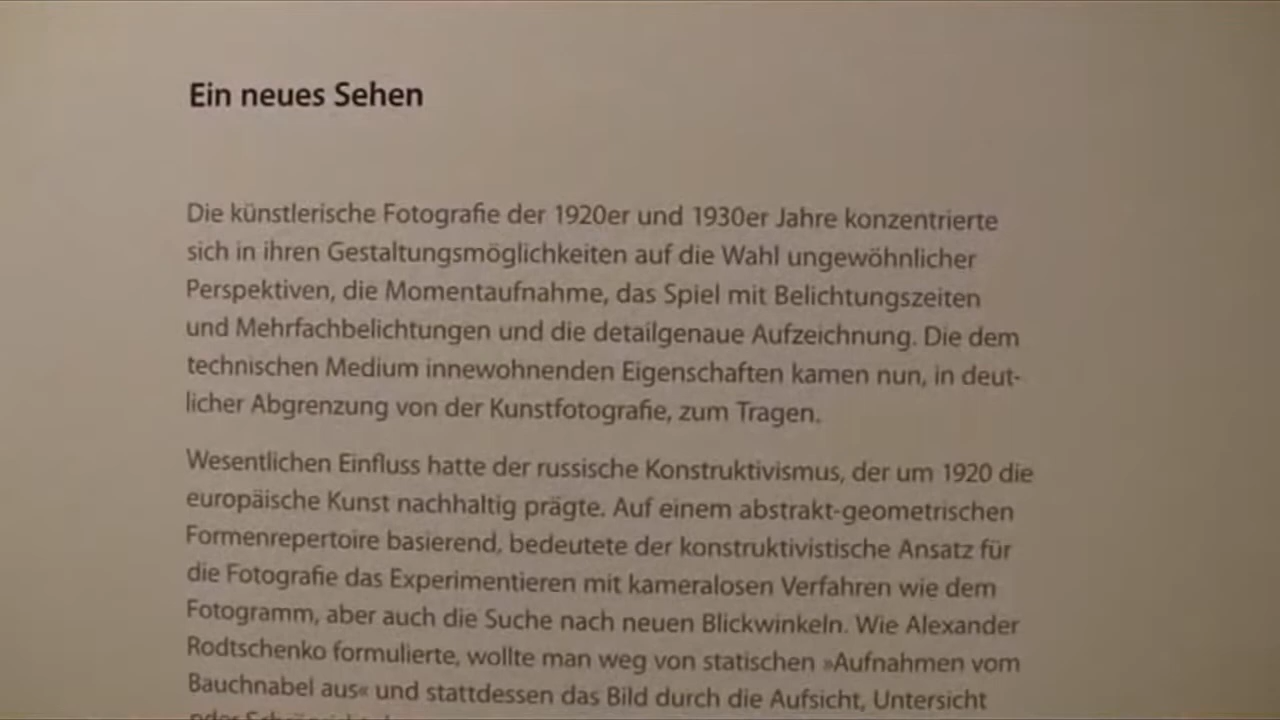 Ein neues Sehen
Die künstlerische Fotografie der 1920er und 1930er Jahre konzentrierte
sich in ihren Gestaltungsmöglichkeiten auf die Wahl ungewöhnlicher
Perspektiven, die Momentaufnahme, das Spiel mit Belichtungszeiten
und Mehrfachbelichtungen und die detailgenaue Aufzeichnung. Die dem
technischen Medium innewohnenden Eigenschaften kamen nun, in deut-
licher Abgrenzung von der Kunstfotografie, zum Tragen.
Wesentlichen Einfluss hatte der russische Konstruktivismus, der um 1920 die
europäische Kunst nachhaltig prägte. Auf einem abstrakt-geometrischen
Formenrepertoire basierend, bedeutete der konstruktivistische Ansatz für
die Fotografie das Experimentieren mit kameralosen Verfahren wie dem
Fotogramm, aber auch die Suche nach neuen Blickwinkeln. Wie Alexander
Rodtschenko formulierte, wollte man weg von statischen »Aufnahmen vom
Bauchnabel aus« und stattdessen das Bild durch die Aufsicht, Untersicht